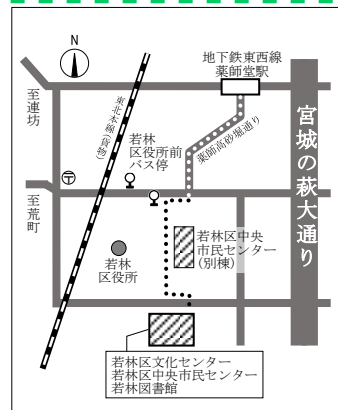 N
地下鉄東西線
薬師堂駅
至連坊
東北本線(貨物)
若林
区役所前
バス停
薬師高砂堀通り
宮城の萩大通り
〒
至荒町
若林
区役所
若林区中央
市民センター
(別棟)
若林区文化センター
若林区中央市民センター
若林図書館